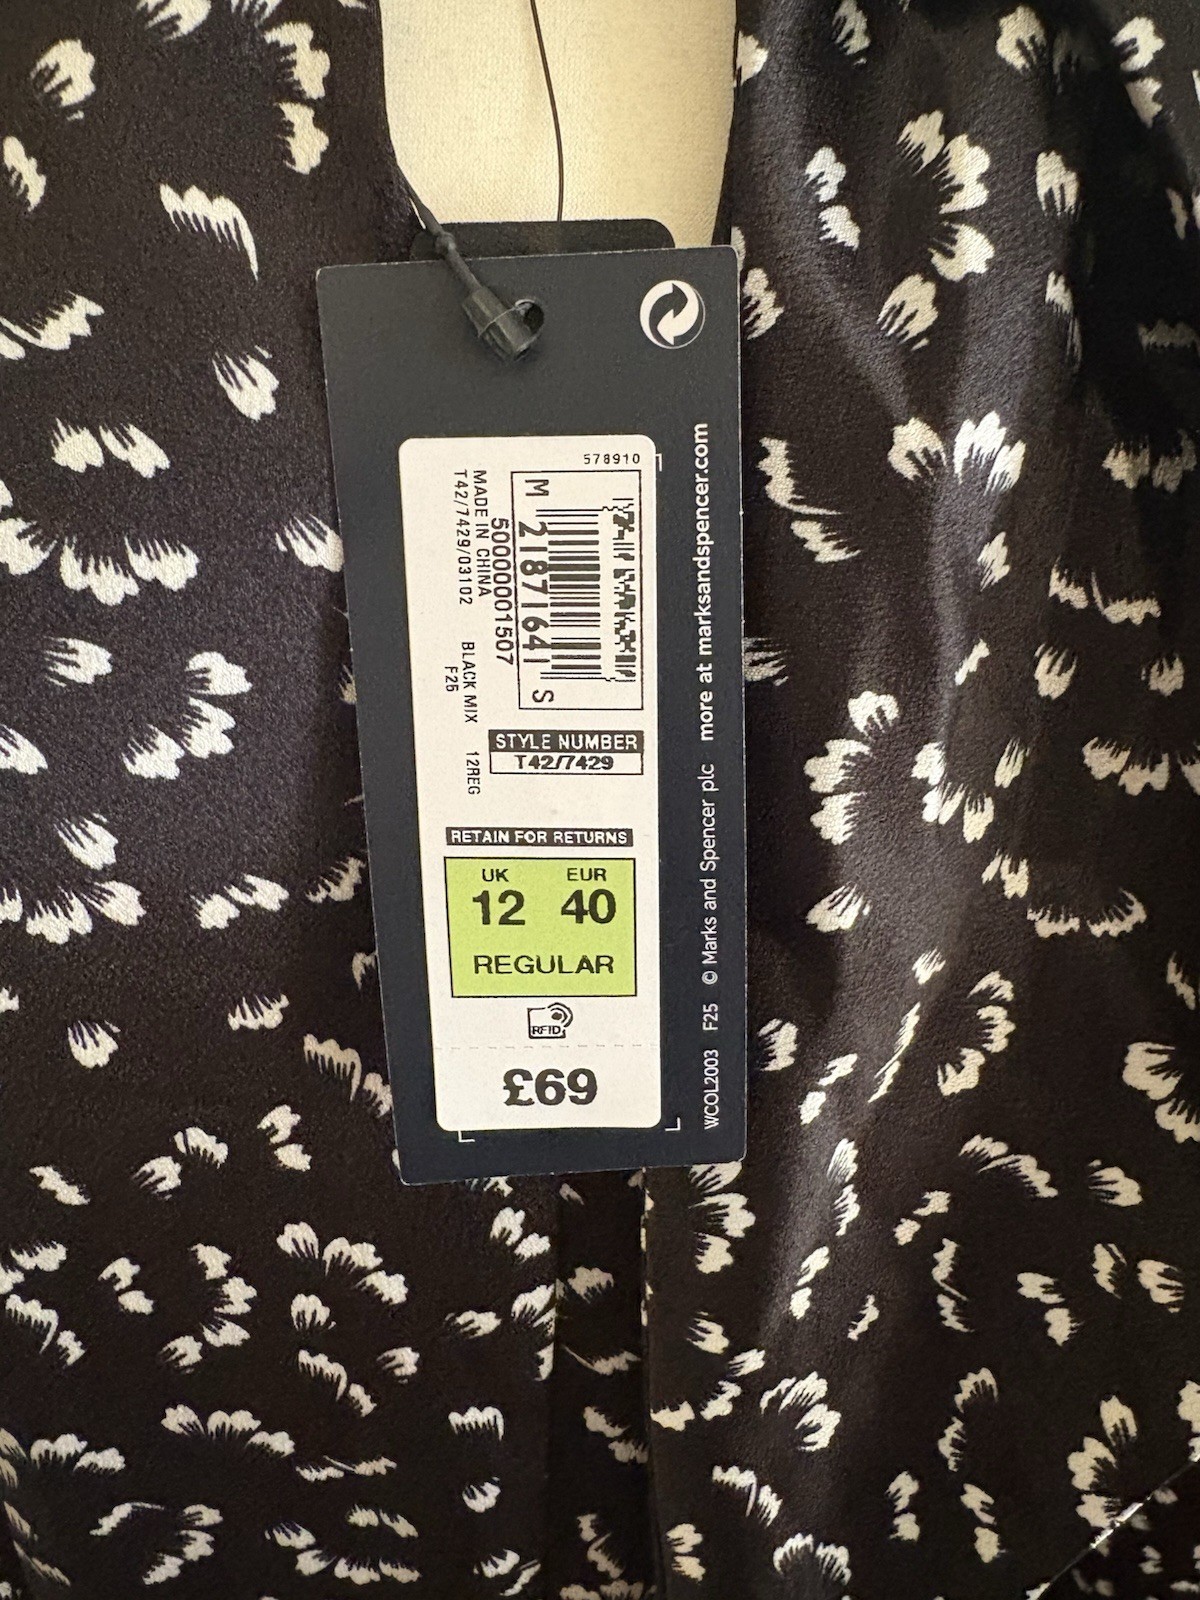 578910
M 21871641 S
5000001507
MADE IN CHINA BLACK MIX 12REG
T42/7429/03102 F25
STYLE NUMBER
T42/7429
RETAIN FOR RETURNS
UK EUR
12 40
REGULAR
RFID
£69
WCOL2003 F25 © Marks and Spencer plc more at marksandspencer.com